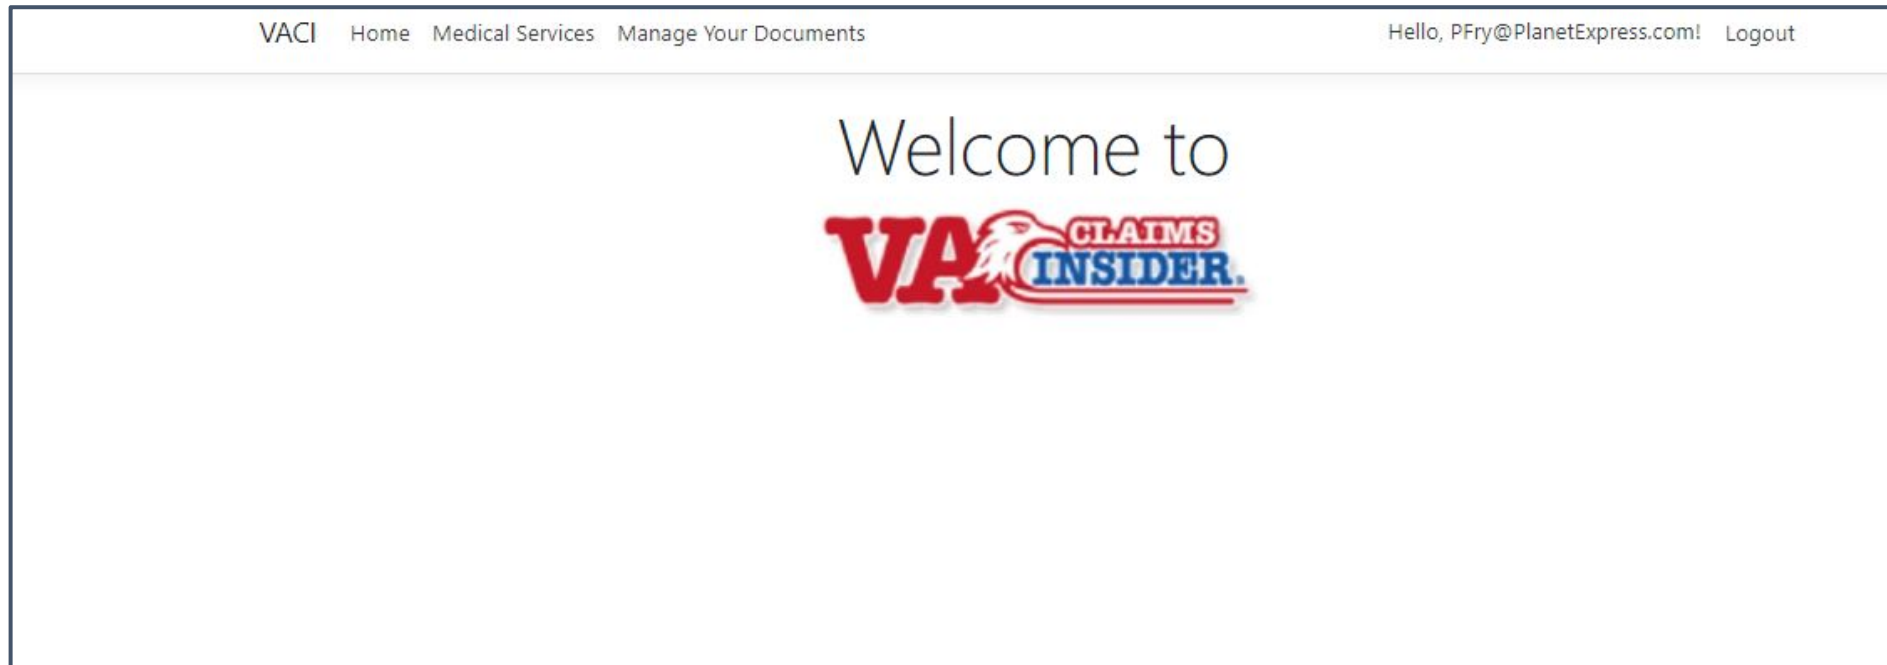 VACI Home Medical Services Manage Your Documents Hello, PFry@PlanetExpress.com! Logout
Welcome to
VA CLAIMS
INSIDER.